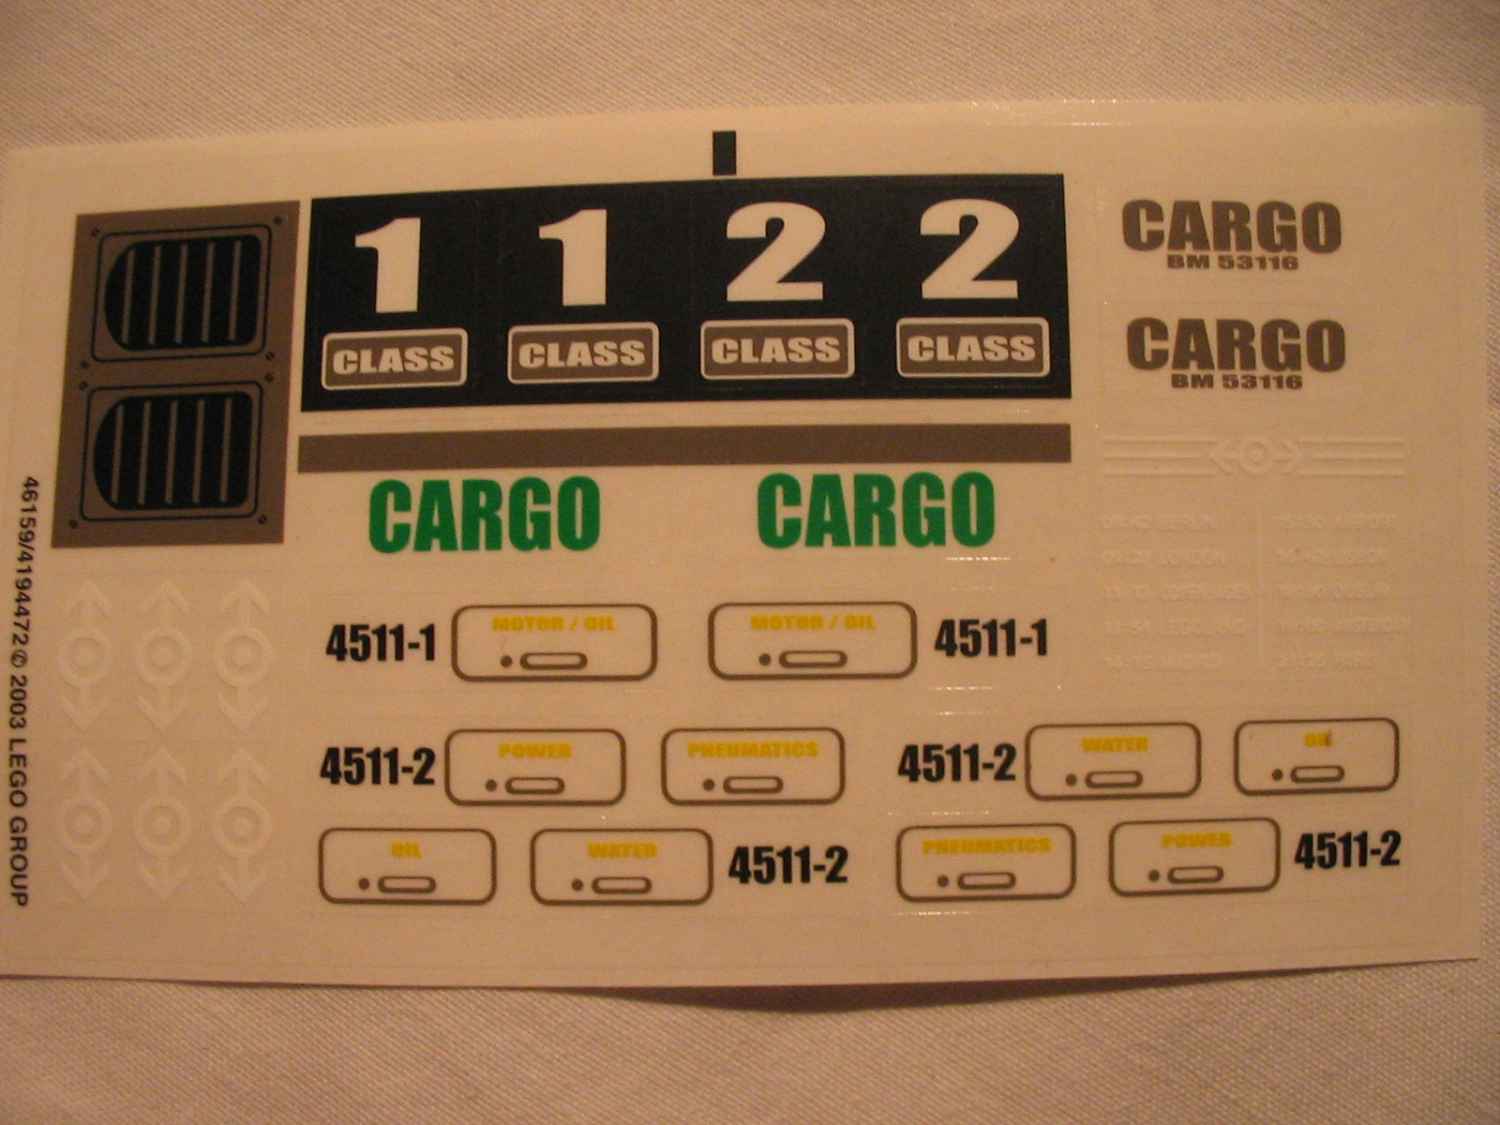 1 1 2 2
CLASS CLASS CLASS CLASS
CARGO
BM 53116
CARGO
BM 53116
CARGO CARGO
4511-1 MOTOR / OIL MOTOR / OIL 4511-1
4511-2 POWER PNEUMATICS 4511-2 WATER OIL
OIL WATER 4511-2 PNEUMATICS POWER 4511-2
46159/4194472 © 2003 LEGO GROUP